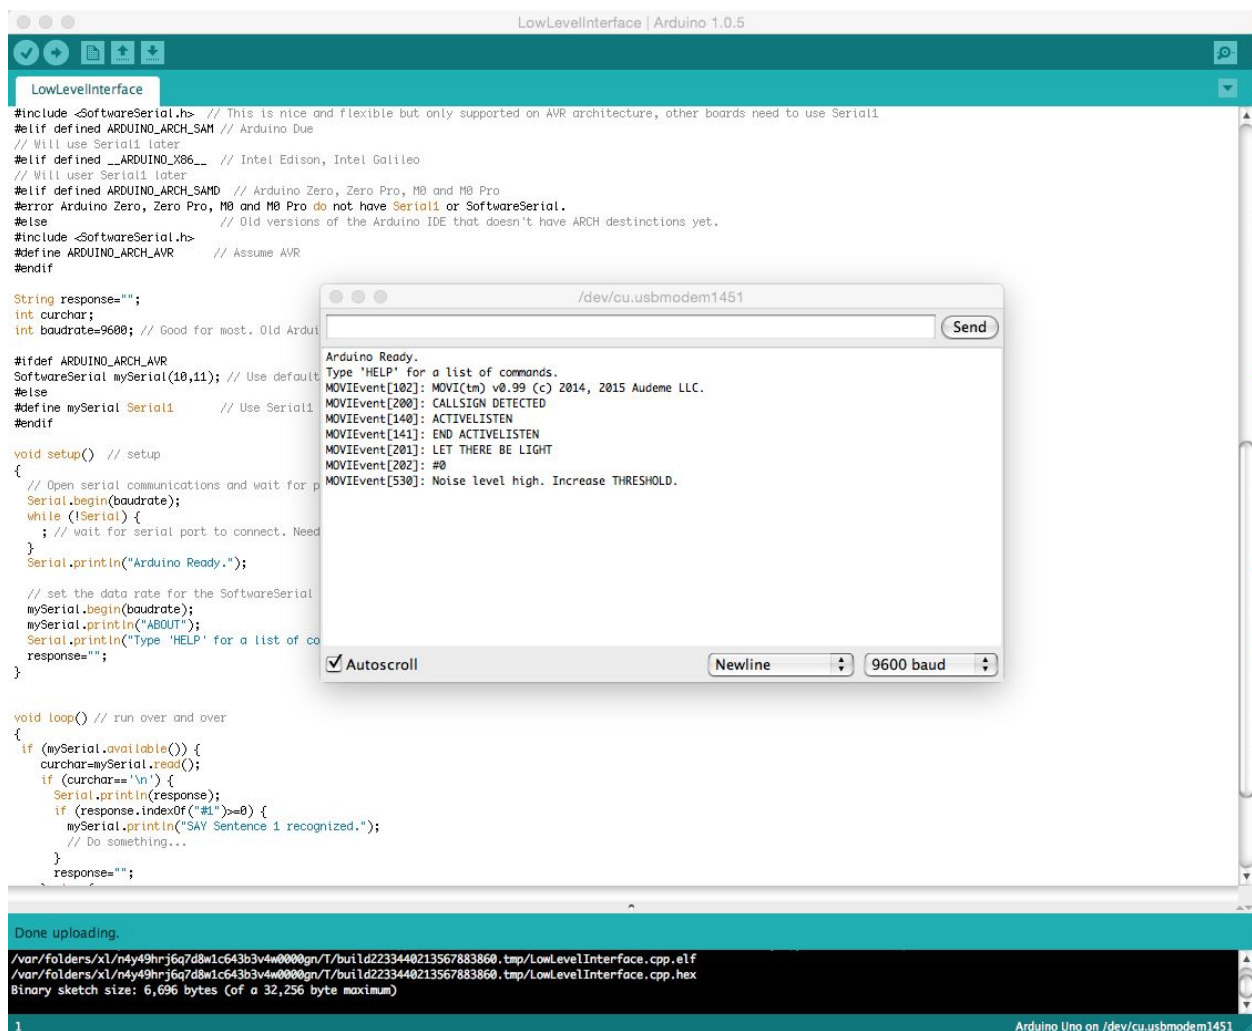 LowLevelInterface | Arduino 1.0.5
LowLevelInterface
#include <SoftwareSerial.h>  // This is nice and flexible but only supported on AVR architecture, other boards need to use Serial1
#elif defined ARDUINO_ARCH_SAM // Arduino Due
// Will use Serial1 later
#elif defined __ARDUINO_X86__  // Intel Edison, Intel Galileo
// Will user Serial1 later
#elif defined ARDUINO_ARCH_SAMD  // Arduino Zero, Zero Pro, M0 and M0 Pro
#error Arduino Zero, Zero Pro, M0 and M0 Pro do not have Serial1 or SoftwareSerial.
#else                       // Old versions of the Arduino IDE that doesn't have ARCH destinctions yet.
#include <SoftwareSerial.h>
#define ARDUINO_ARCH_AVR      // Assume AVR
#endif
String response="";
int curchar;
int baudrate=9600; // Good for most. Old Ardui
#ifdef ARDUINO_ARCH_AVR
SoftwareSerial mySerial(10,11); // Use default
#else
#define mySerial Serial1       // Use Serial1
#endif
void setup()  // setup
{
// Open serial communications and wait for p
Serial.begin(baudrate);
while (!Serial) {
; // wait for serial port to connect. Need
}
Serial.println("Arduino Ready.");
// set the data rate for the SoftwareSerial
mySerial.begin(baudrate);
mySerial.println("ABOUT");
Serial.println("Type 'HELP' for a list of co
response="";
}
void loop() // run over and over
{
if (mySerial.available()) {
curchar=mySerial.read();
if (curchar=='\n') {
Serial.println(response);
if (response.indexOf("#1")>=0) {
mySerial.println("SAY Sentence 1 recognized.");
// Do something...
}
response="";
/dev/cu.usbmodem1451
Send
Arduino Ready.
Type 'HELP' for a list of commands.
MOVIEvent[102]: MOVI(tm) v0.99 (c) 2014, 2015 Audeme LLC.
MOVIEvent[200]: CALLSIGN DETECTED
MOVIEvent[140]: ACTIVELISTEN
MOVIEvent[141]: END ACTIVELISTEN
MOVIEvent[201]: LET THERE BE LIGHT
MOVIEvent[202]: #0
MOVIEvent[530]: Noise level high. Increase THRESHOLD.
Autoscroll
Newline
9600 baud
Done uploading.
/var/folders/xl/n4y49hrj6q7d8w1c643b3v4w0000gn/T/build2233440213567883860.tmp/LowLevelInterface.cpp.elf
/var/folders/xl/n4y49hrj6q7d8w1c643b3v4w0000gn/T/build2233440213567883860.tmp/LowLevelInterface.cpp.hex
Binary sketch size: 6,696 bytes (of a 32,256 byte maximum)
1
Arduino Uno on /dev/cu.usbmodem1451